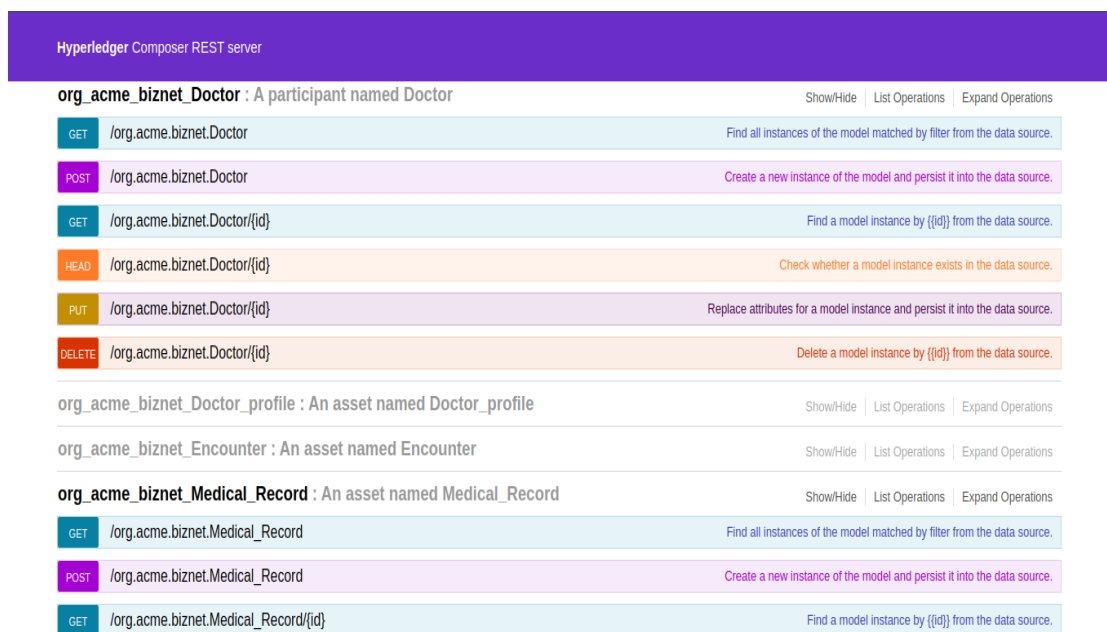 Hyperledger Composer REST server
org_acme_biznet_Doctor : A participant named Doctor Show/Hide List Operations Expand Operations
GET /org.acme.biznet.Doctor Find all instances of the model matched by filter from the data source.
POST /org.acme.biznet.Doctor Create a new instance of the model and persist it into the data source.
GET /org.acme.biznet.Doctor/{id} Find a model instance by {{id}} from the data source.
HEAD /org.acme.biznet.Doctor/{id} Check whether a model instance exists in the data source.
PUT /org.acme.biznet.Doctor/{id} Replace attributes for a model instance and persist it into the data source.
DELETE /org.acme.biznet.Doctor/{id} Delete a model instance by {{id}} from the data source.
org_acme_biznet_Doctor_profile : An asset named Doctor_profile Show/Hide List Operations Expand Operations
org_acme_biznet_Encounter : An asset named Encounter Show/Hide List Operations Expand Operations
org_acme_biznet_Medical_Record : An asset named Medical_Record Show/Hide List Operations Expand Operations
GET /org.acme.biznet.Medical_Record Find all instances of the model matched by filter from the data source.
POST /org.acme.biznet.Medical_Record Create a new instance of the model and persist it into the data source.
GET /org.acme.biznet.Medical_Record/{id} Find a model instance by {{id}} from the data source.